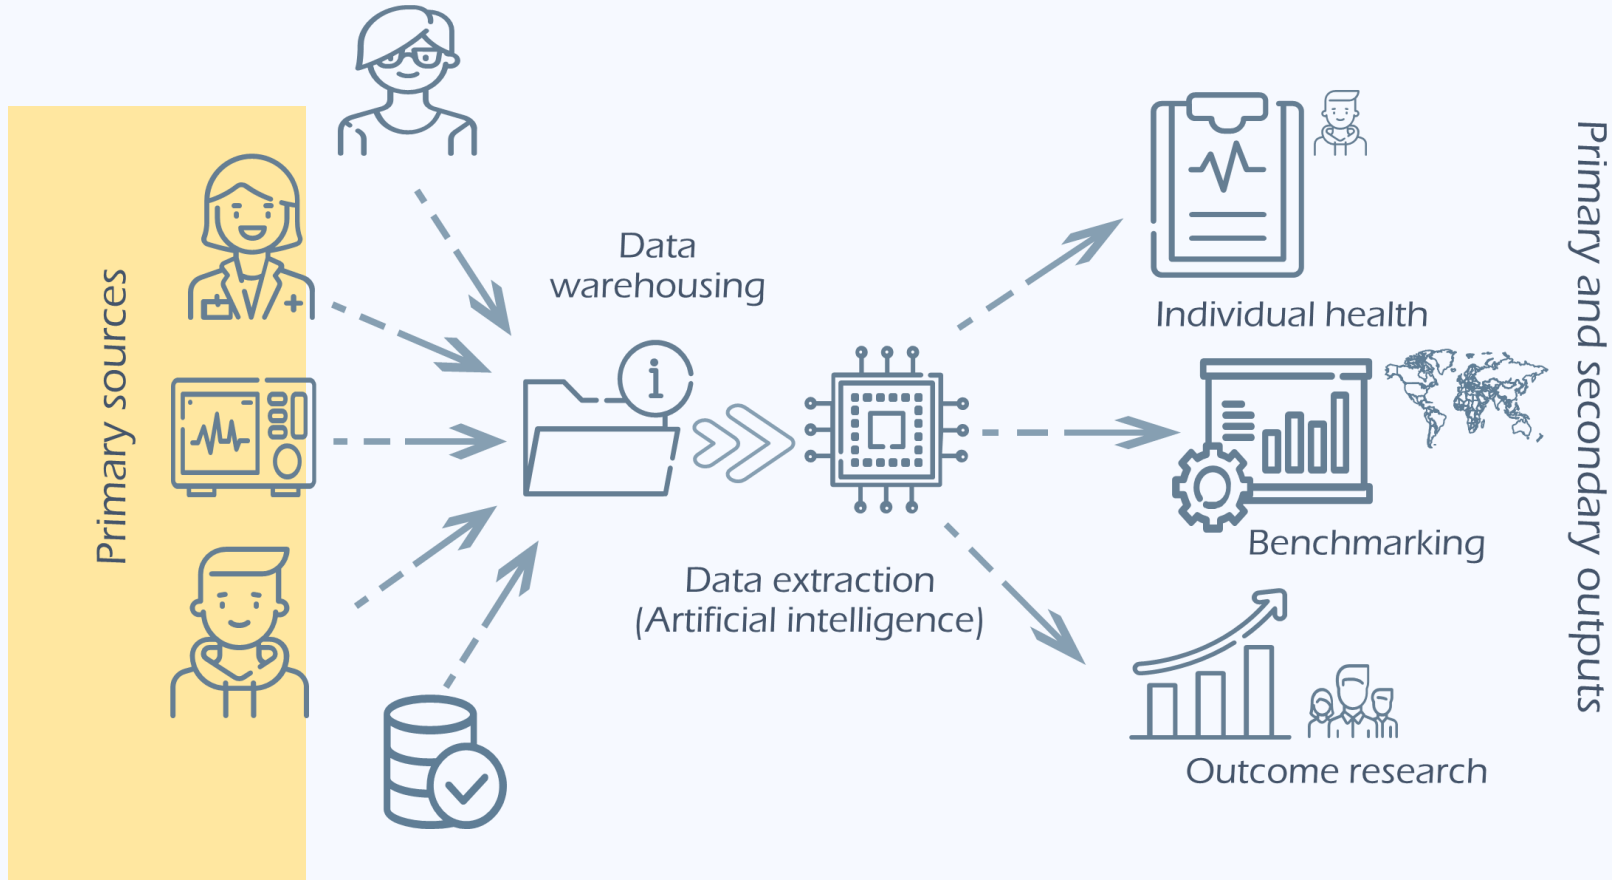 Primary sources
Data
warehousing
i
Data extraction
(Artificial intelligence)
Individual health
Benchmarking
Outcome research
Primary and secondary outputs